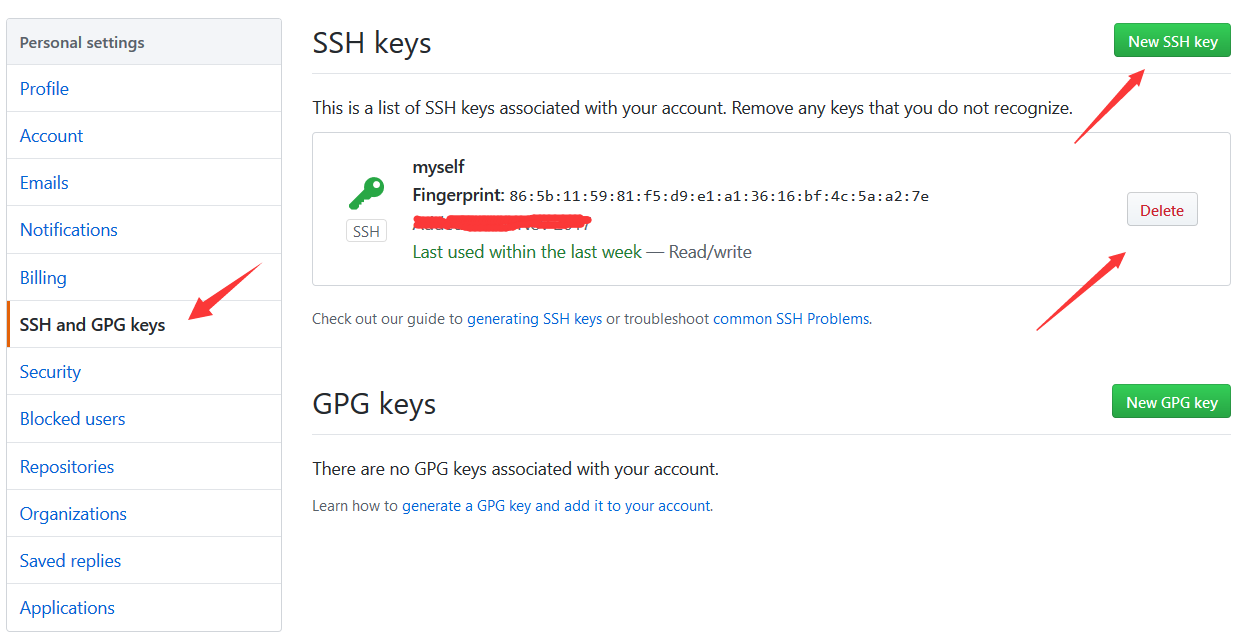 Personal settings
Profile
Account
Emails
Notifications
Billing
SSH and GPG keys
Security
Blocked users
Repositories
Organizations
Saved replies
Applications
SSH keys
New SSH key
This is a list of SSH keys associated with your account. Remove any keys that you do not recognize.
myself
Fingerprint: 86:5b:11:59:81:f5:d9:e1:a1:36:16:bf:4c:5a:a2:7e
SSH
Last used within the last week — Read/write
Delete
Check out our guide to generating SSH keys or troubleshoot common SSH Problems.
GPG keys
New GPG key
There are no GPG keys associated with your account.
Learn how to generate a GPG key and add it to your account.